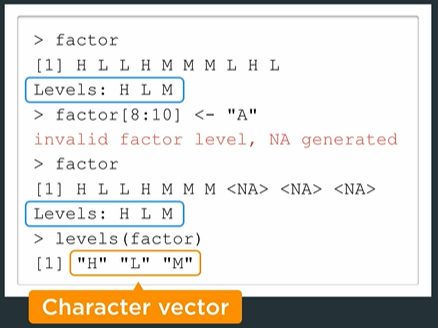 > factor
[1] H L L H M M M L H L
Levels: H L M
> factor[8:10] <- "A"
invalid factor level, NA generated
> factor
[1] H L L H M M M <NA> <NA> <NA>
Levels: H L M
> levels(factor)
[1] "H" "L" "M"
Character vector